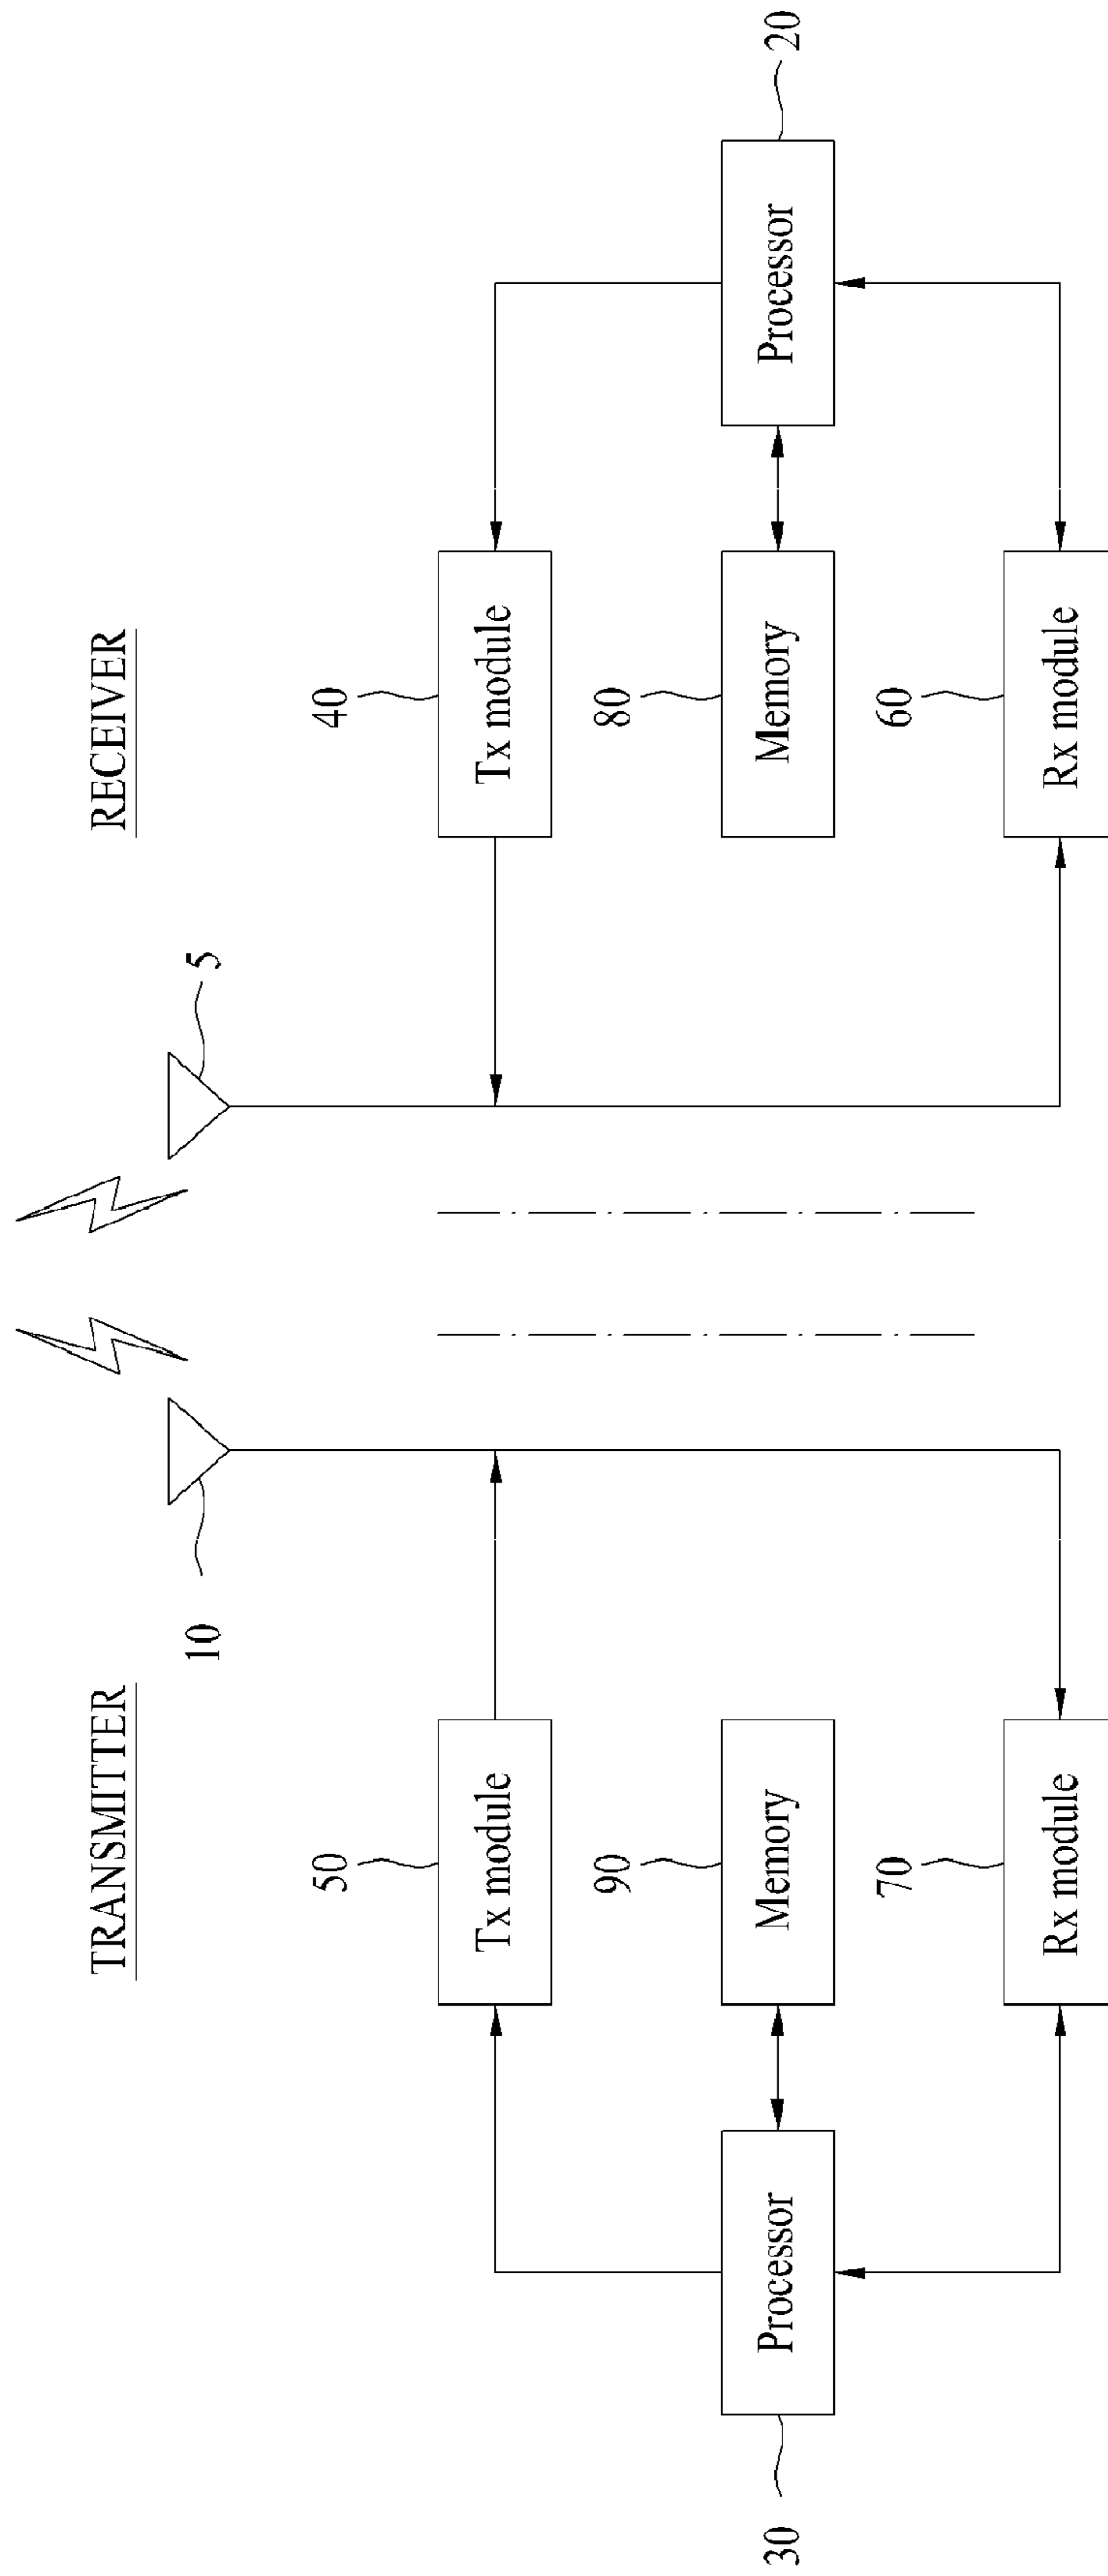 TRANSMITTER
RECEIVER
10
5
50
Tx module
40
Tx module
30
Processor
90
Memory
80
Memory
Processor
20
70
Rx module
60
Rx module